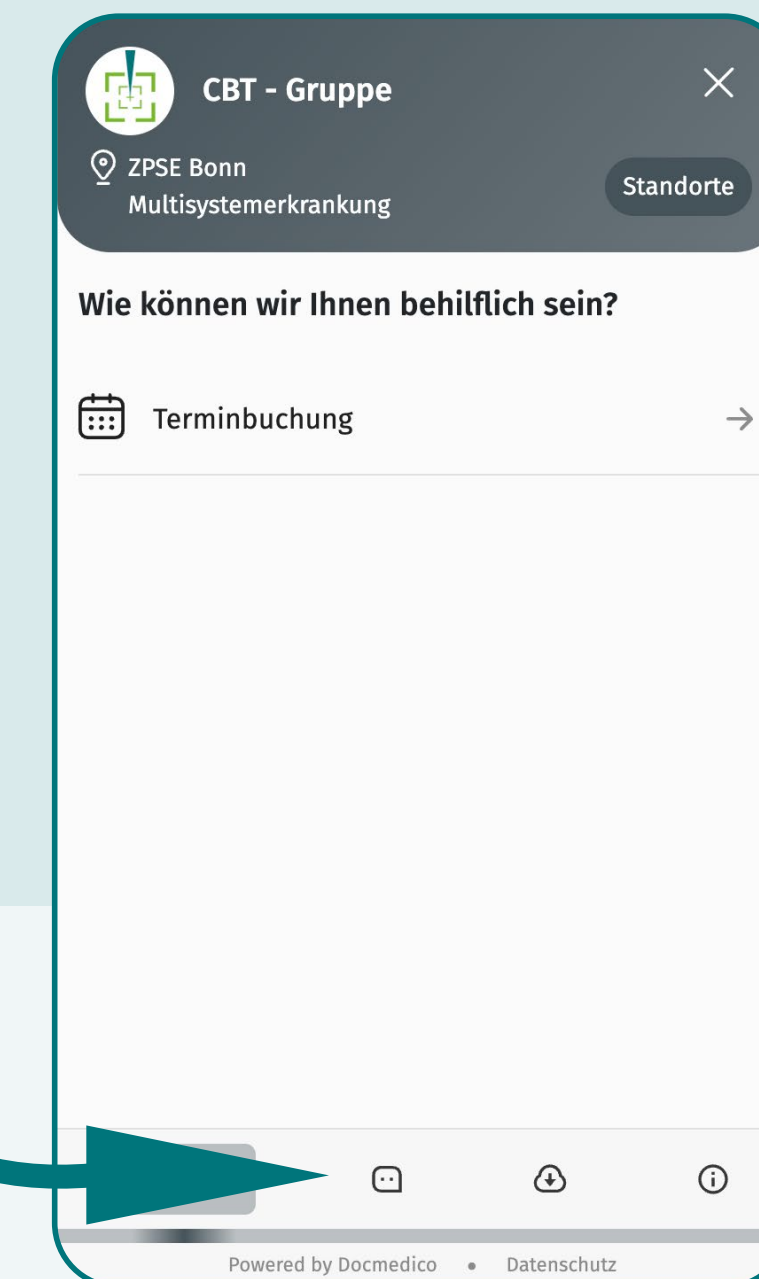 CBT - Gruppe
ZPSE Bonn
Multisystemerkrankung
Standorte
Wie können wir Ihnen behilflich sein?
Terminbuchung
Powered by Docmedico • Datenschutz